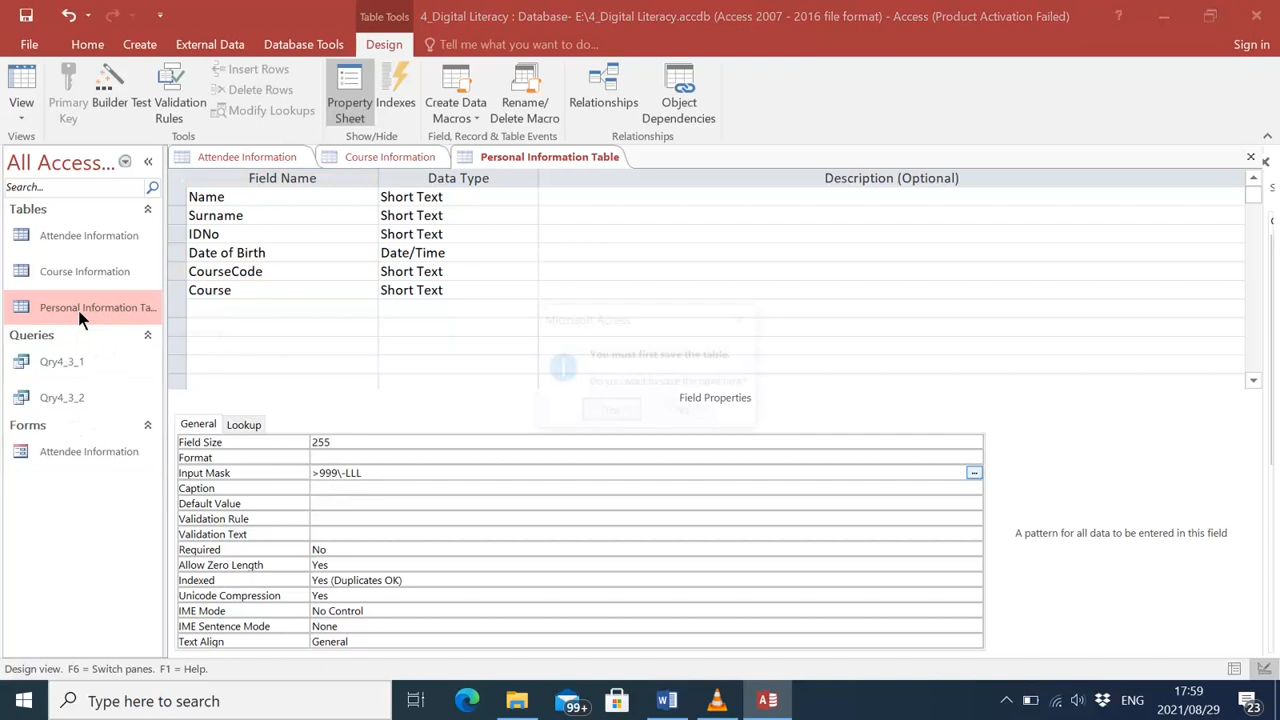 Table Tools
4_Digital Literacy : Database- E:\4_Digital Literacy.accdb (Access 2007 - 2016 file format) - Access (Product Activation Failed)
File Home Create External Data Database Tools Design Tell me what you want to do... Sign in
View
Primary Key
Builder
Test Validation Rules
Insert Rows
Delete Rows
Modify Lookups
Property Sheet
Indexes
Create Data Macros
Rename/ Delete Macro
Relationships
Object Dependencies
Views Tools Show/Hide Field, Record & Table Events Relationships
All Access...
Search...
Tables
Attendee Information
Course Information
Personal Information Ta...
Queries
Qry4_3_1
Qry4_3_2
Forms
Attendee Information
Attendee Information Course Information Personal Information Table
Field Name Data Type Description (Optional)
Name Short Text
Surname Short Text
IDNo Short Text
Date of Birth Date/Time
CourseCode Short Text
Course Short Text
Microsoft Access
You must first save the table.
Do you want to save the table now?
Yes No
Field Properties
General Lookup
Field Size 255
Format
Input Mask >999\-LLL
Caption
Default Value
Validation Rule
Validation Text
Required No
Allow Zero Length Yes
Indexed Yes (Duplicates OK)
Unicode Compression Yes
IME Mode No Control
IME Sentence Mode None
Text Align General
A pattern for all data to be entered in this field
Design view. F6 = Switch panes. F1 = Help.
Type here to search
99+
ENG
17:59
2021/08/29
23